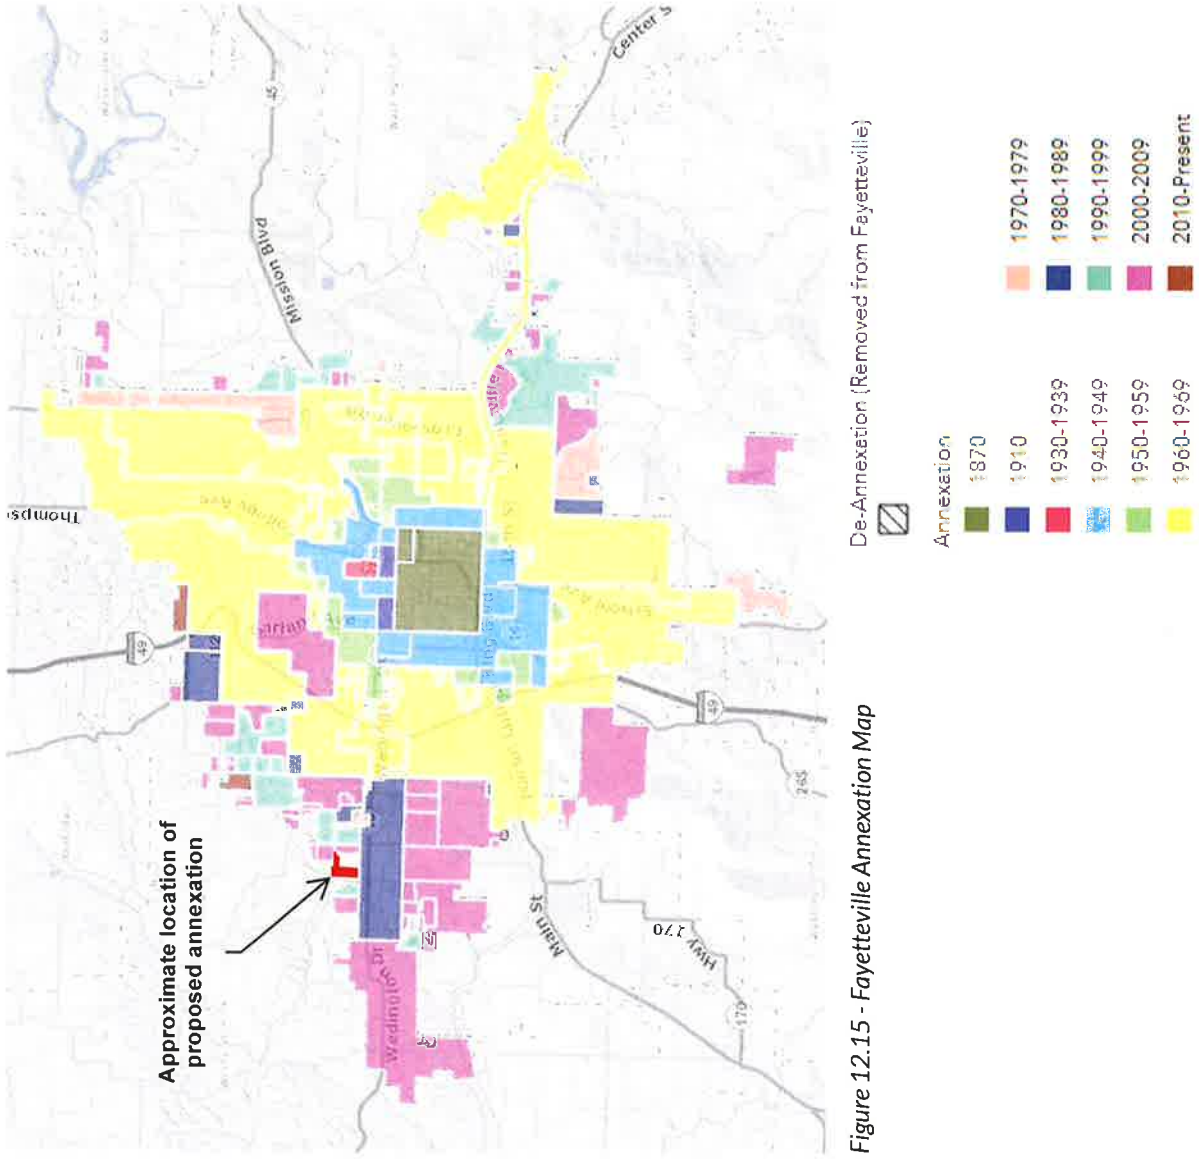 Thompso
49
45
Mission Blvd
Center S
Approximate location of
proposed annexation
Wedington Dr
Main St
Hwy 170
170
265
49
Figure 12.15 - Fayetteville Annexation Map
De-Annexation (Removed from Fayetteville)
Annexation
1870
1910
1930-1939
1940-1949
1950-1959
1960-1969
1970-1979
1980-1989
1990-1999
2000-2009
2010-Present